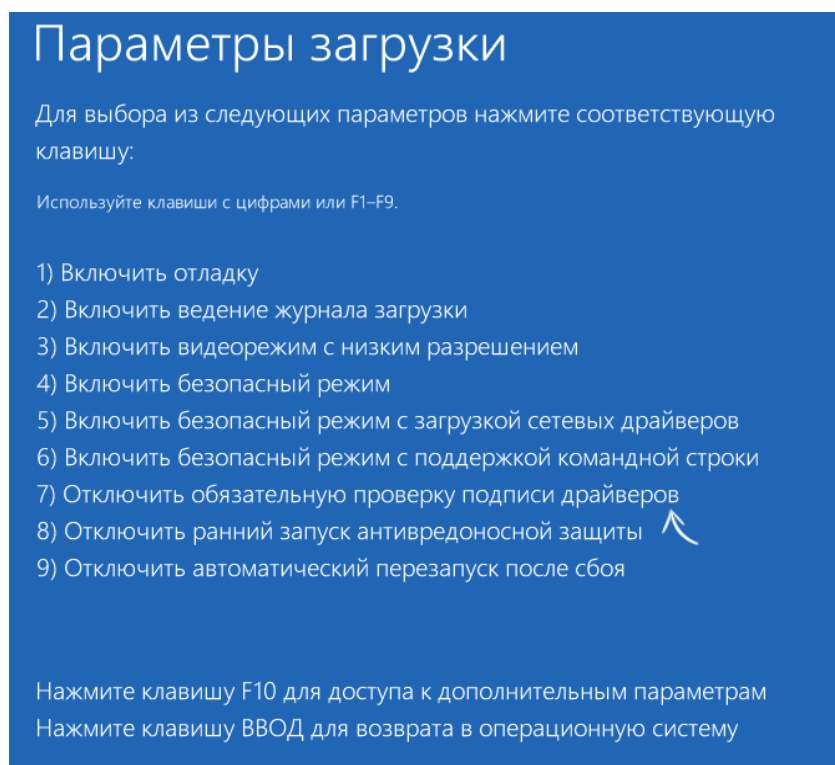 Параметры загрузки
Для выбора из следующих параметров нажмите соответствующую
клавишу:
Используйте клавиши с цифрами или F1–F9.
1) Включить отладку
2) Включить ведение журнала загрузки
3) Включить видеорежим с низким разрешением
4) Включить безопасный режим
5) Включить безопасный режим с загрузкой сетевых драйверов
6) Включить безопасный режим с поддержкой командной строки
7) Отключить обязательную проверку подписи драйверов
8) Отключить ранний запуск антивредоносной защиты
9) Отключить автоматический перезапуск после сбоя
Нажмите клавишу F10 для доступа к дополнительным параметрам
Нажмите клавишу ВВОД для возврата в операционную систему